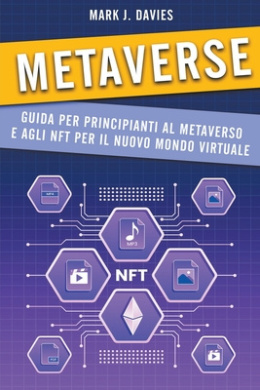 MARK J. DAVIES
METAVERSE
GUIDA PER PRINCIPIANTI AL METAVERSO
E AGLI NFT PER IL NUOVO MONDO VIRTUALE
NFT